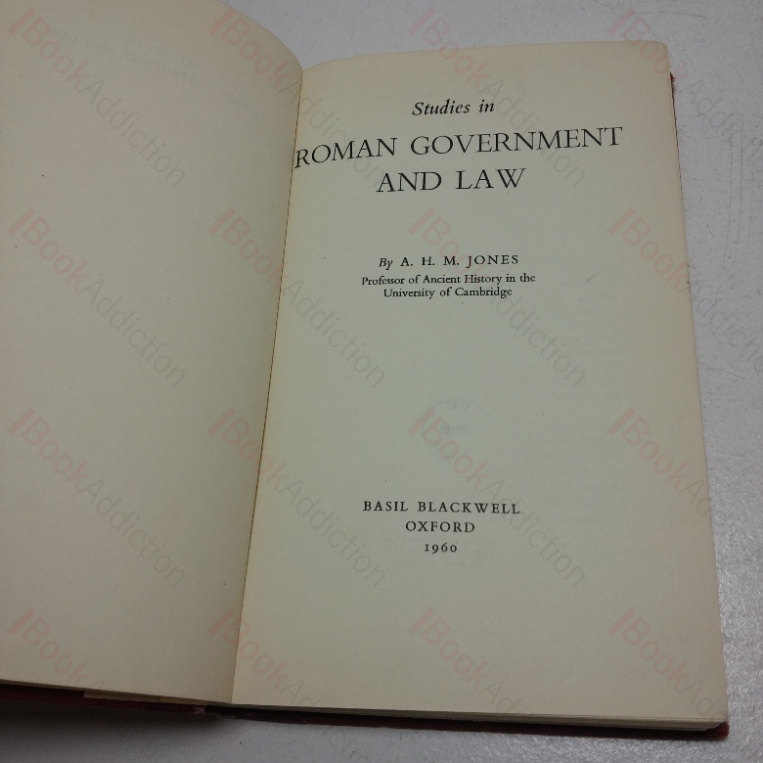 Studies in
ROMAN GOVERNMENT
AND LAW
By A. H. M. JONES
Professor of Ancient History in the
University of Cambridge
BASIL BLACKWELL
OXFORD
1960
BookAddiction